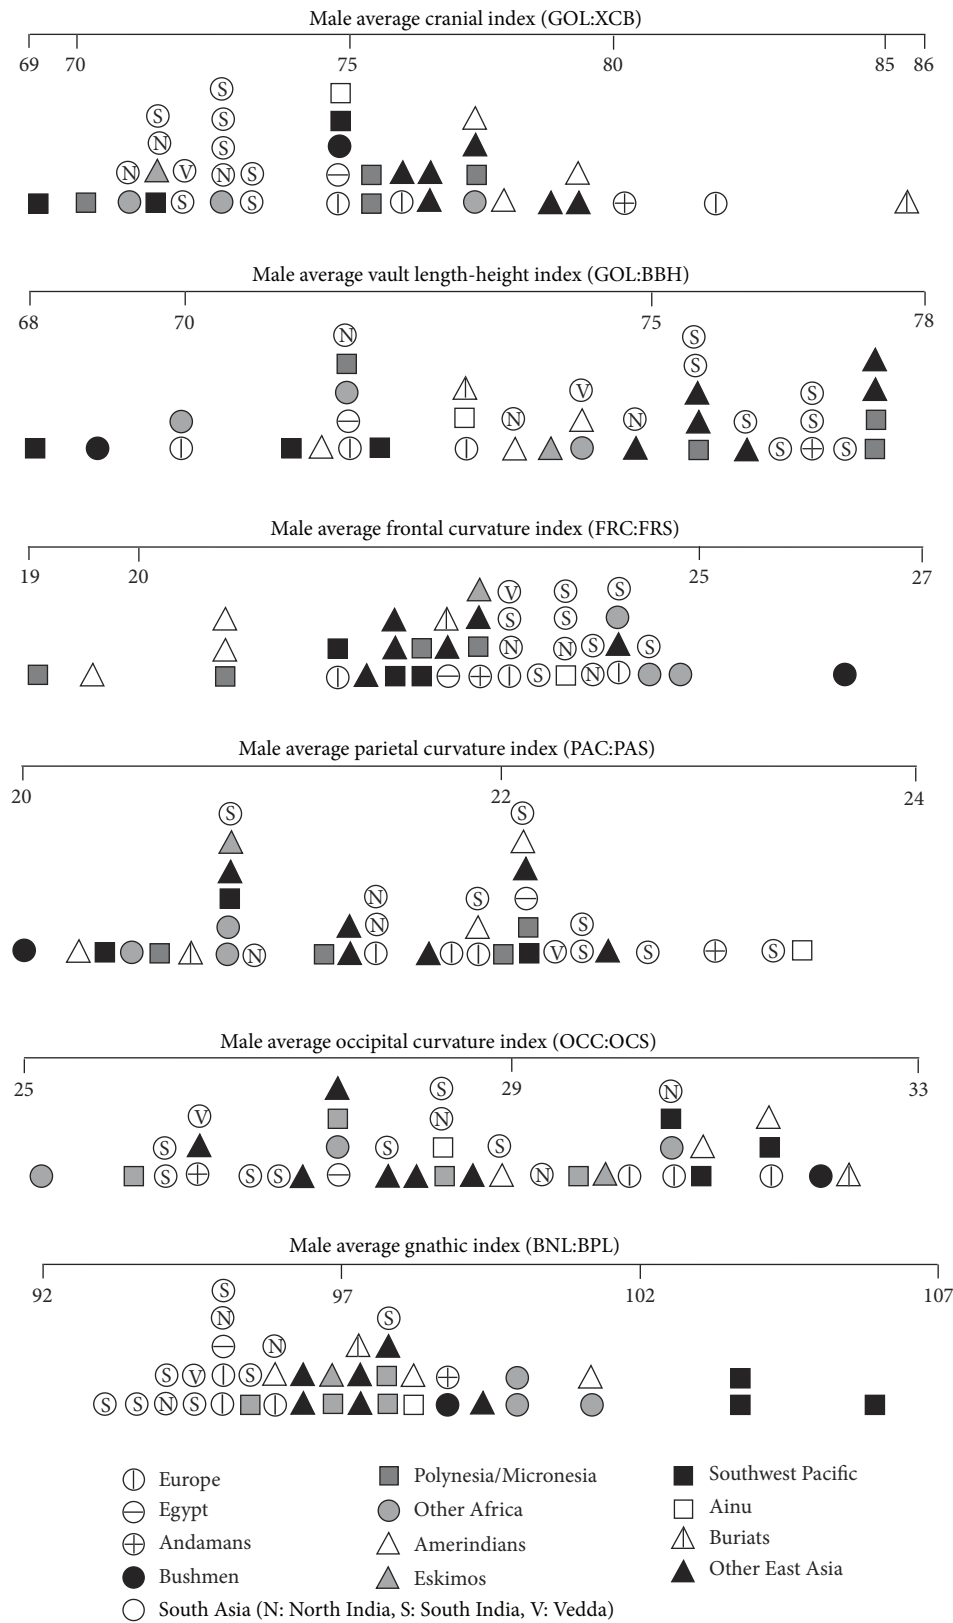 Male average cranial index (GOL:XCB)
69 70 75 80 85 86
S
S S
N S
N V N S
S S
Male average vault length-height index (GOL:BBH)
68 70 75 78
N S
S
V S
N N S S
S S
Male average frontal curvature index (FRC:FRS)
19 20 25 27
V S S
S S
N N S S
S N
Male average parietal curvature index (PAC:PAS)
20 22 24
S S
N S
N S
N V S S S
Male average occipital curvature index (OCC:OCS)
25 29 33
S N
V N
S S S
S S S N
Male average gnathic index (BNL:BPL)
92 97 102 107
S
N S
N
S V S
S S N S
Europe Polynesia/Micronesia Southwest Pacific
Egypt Other Africa Ainu
Andamans Amerindians Buriats
Bushmen Eskimos Other East Asia
South Asia (N: North India, S: South India, V: Vedda)